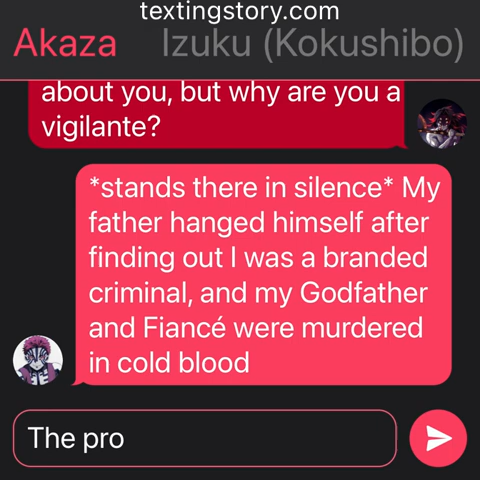 textingstory.com
Akaza Izuku (Kokushibo)
about you, but why are you a
vigilante?
*stands there in silence* My
father hanged himself after
finding out I was a branded
criminal, and my Godfather
and Fiancé were murdered
in cold blood
The pro